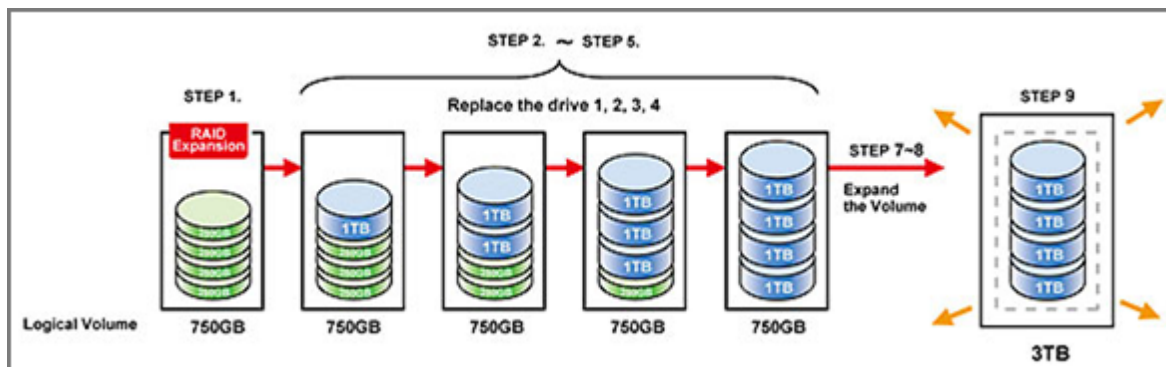 STEP 2. ~ STEP 5.
STEP 1.
Replace the drive 1, 2, 3, 4
STEP 9
RAID
Expansion
STEP 7~8
Expand
the Volume
1TB
1TB
1TB
1TB
1TB
1TB
1TB
1TB
1TB
1TB
1TB
1TB
1TB
1TB
Logical Volume
750GB
750GB
750GB
750GB
750GB
3TB